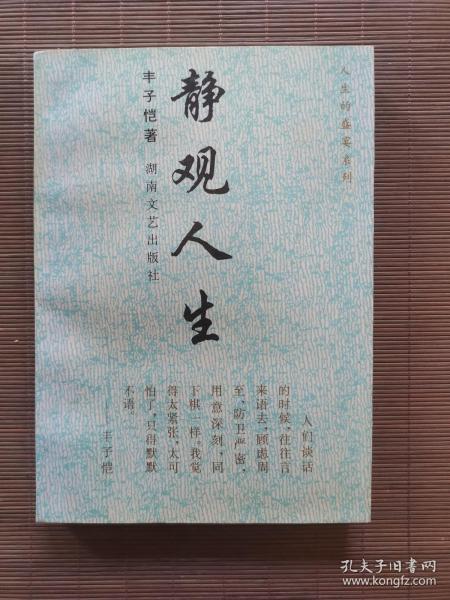 人生的盛宴系列
静观人生
丰子恺著 湖南文艺出版社
人们谈话
的时候，往往言
来语去，顾虑周
至，防卫严密，
用意深刻，同
下棋一样。我觉
得太紧张，太可
怕了，只得默默
不语。
——丰子恺
孔夫子旧书网
www.kongfz.com